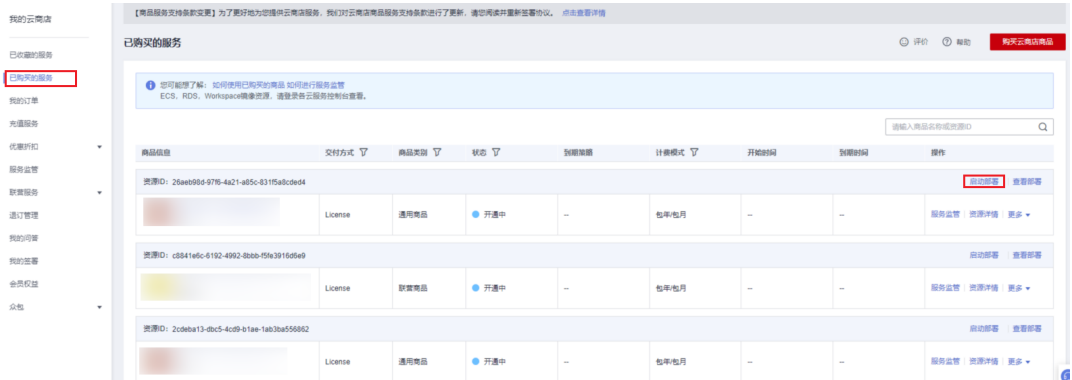 我的云商店
【商品服务支持条款变更】为了更好地为您提供云商店服务，我们对云商店商品服务支持条款进行了更新，请您阅读并重新签署协议。 点击查看详情
已收藏的服务
已购买的服务
我的订单
充值服务
优惠折扣
服务监管
联营服务
退订管理
我的问答
我的签署
会员权益
众包
已购买的服务
评价 帮助 购买云商店商品
您可能想了解： 如何使用已购买的商品 如何进行服务监管
ECS，RDS，Workspace镜像资源，请登录各云服务控制台查看。
请输入商品名称或资源ID
商品信息 交付方式 商品类别 状态 到期策略 计费模式 开始时间 到期时间 操作
资源ID：26aeb98d-97f6-4a21-a85c-831f5a8cded4 启动部署 查看部署
License 通用商品 开通中 -- 包年/包月 -- -- 服务监管 资源详情 更多
资源ID：c8841e6c-6192-4992-8bbb-f5fe3916d6e9 启动部署 查看部署
License 联营商品 开通中 -- 包年/包月 -- -- 服务监管 资源详情 更多
资源ID：2cdeba13-dbc5-4cd9-b1ae-1ab3ba556862 启动部署 查看部署
License 通用商品 开通中 -- 包年/包月 -- -- 服务监管 资源详情 更多